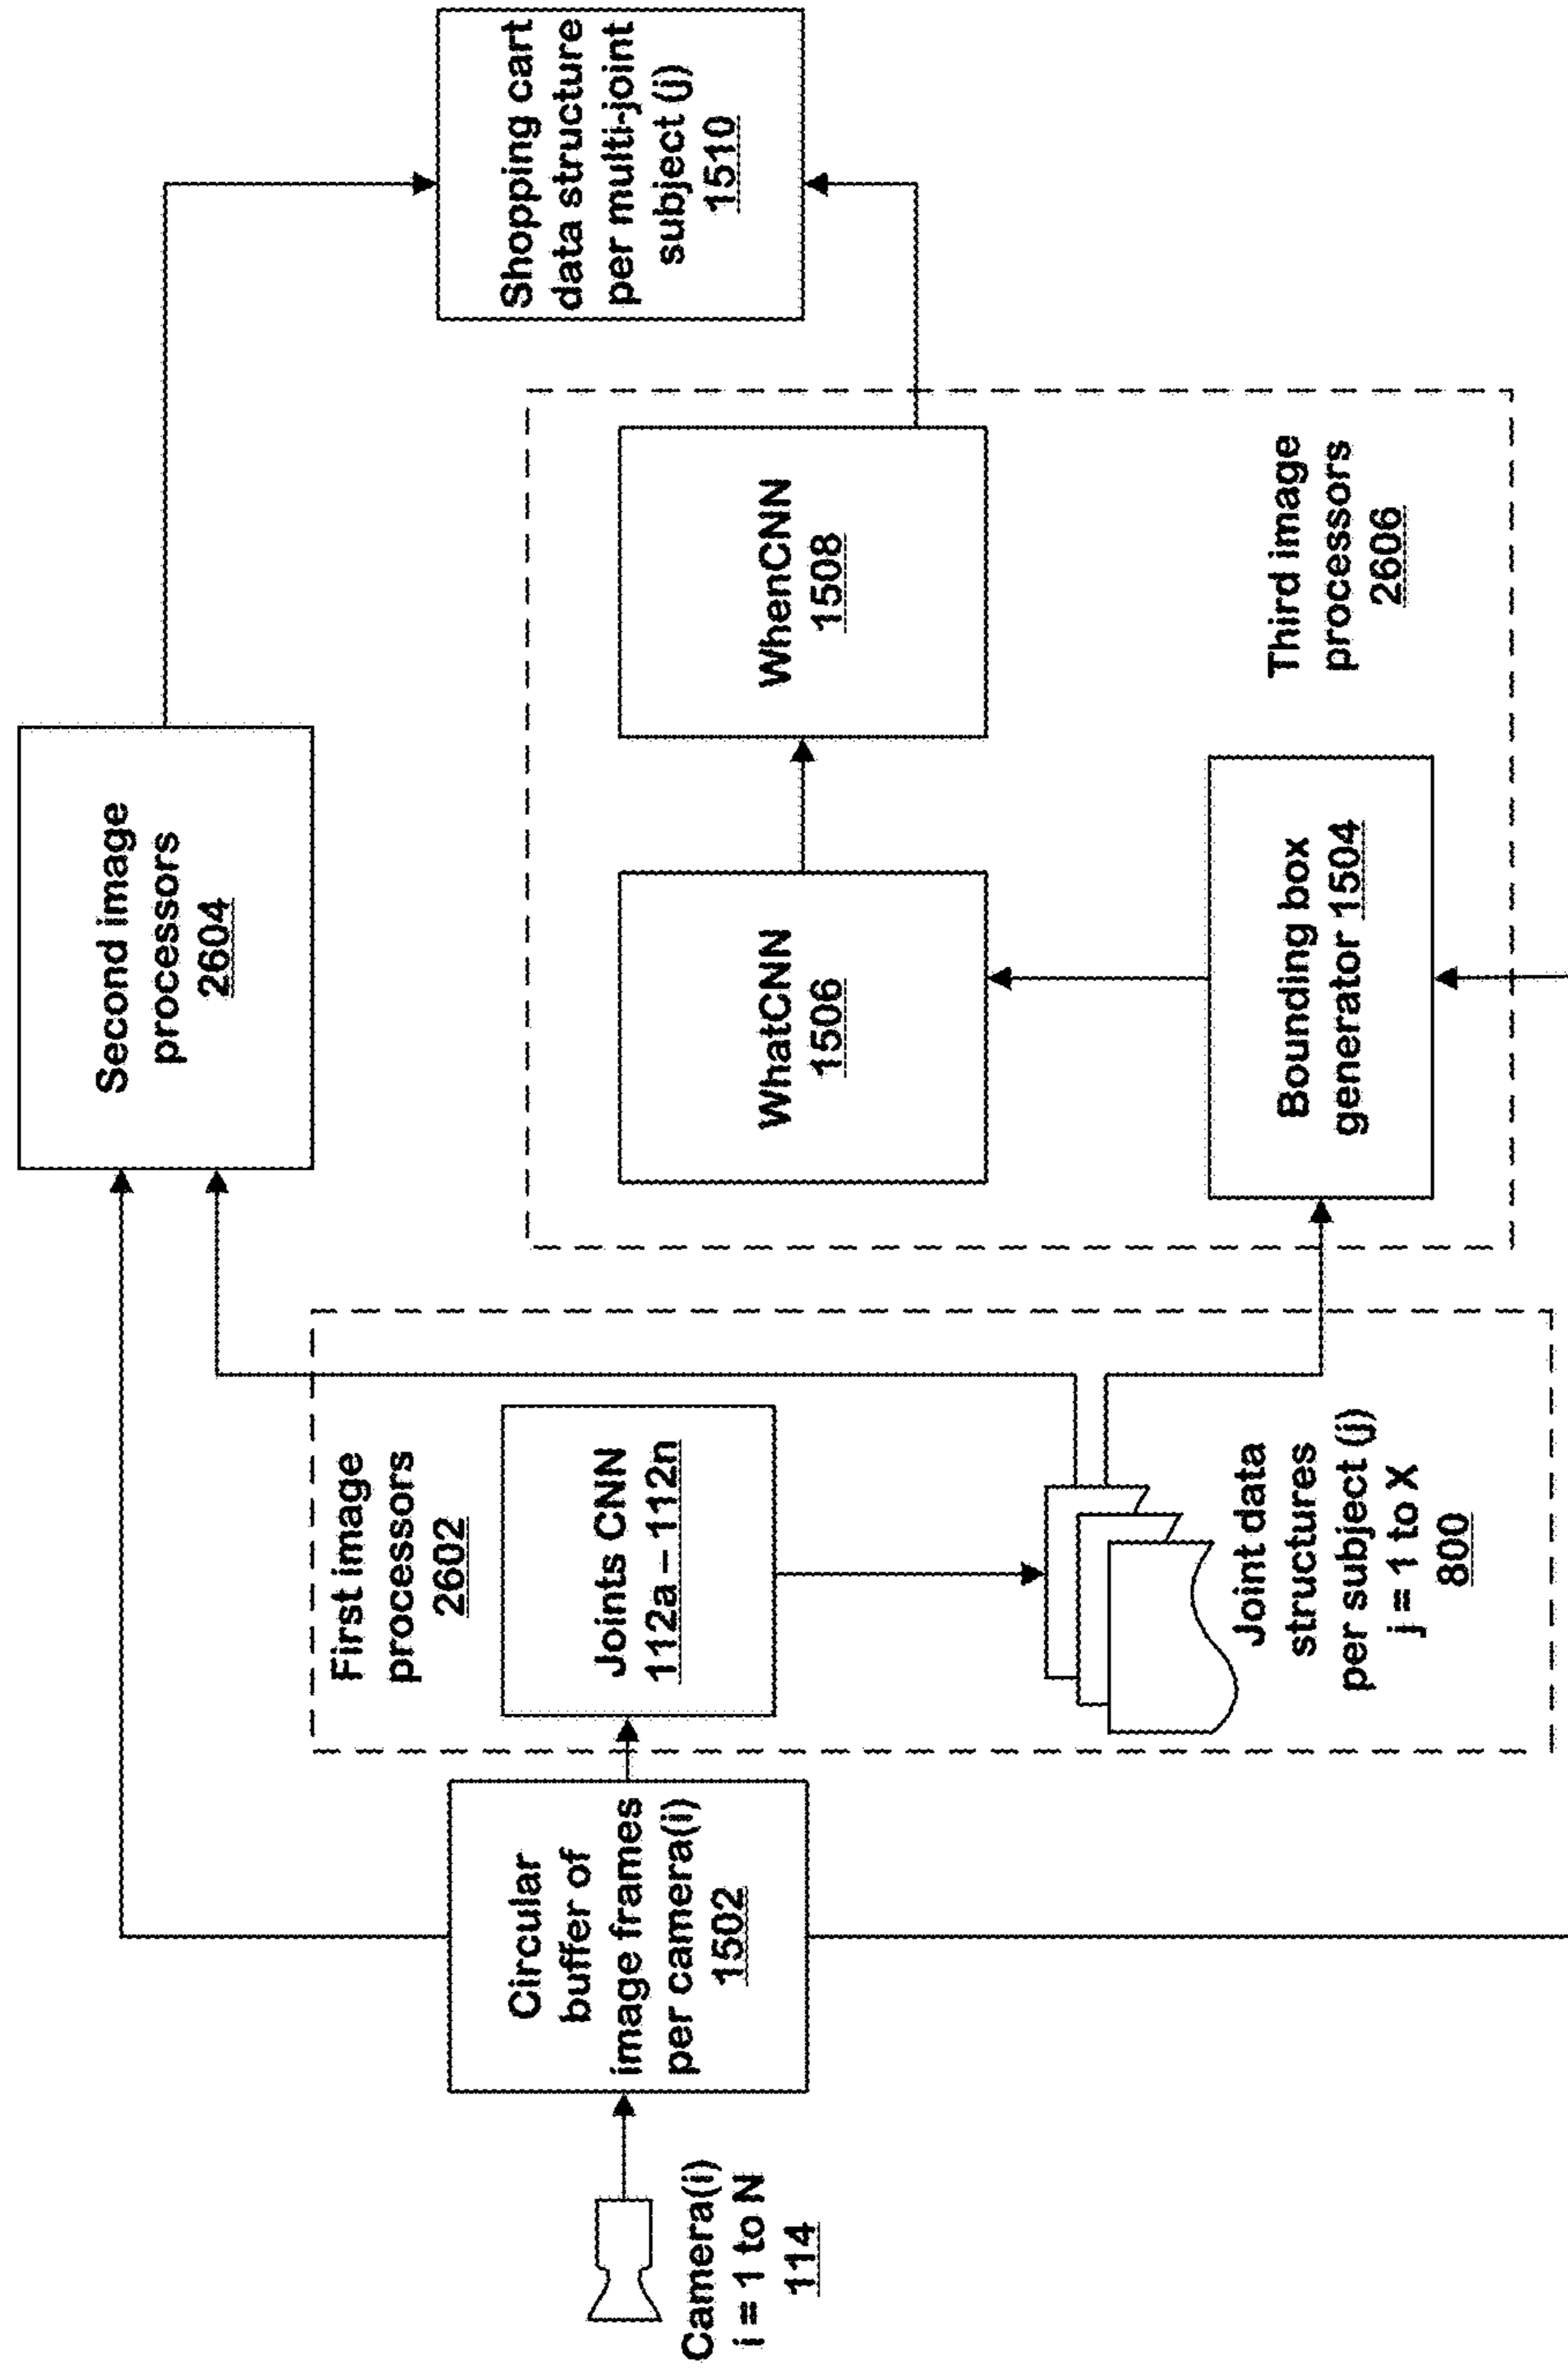 Camera(i)
i = 1 to N
114
Circular
buffer of
image frames
per camera(i)
1502
First image
processors
2602
Joints CNN
112a – 112n
Joint data
structures
per subject (j)
j = 1 to X
800
Second image
processors
2604
WhatCNN
1506
Bounding box
generator 1504
WhenCNN
1508
Third image
processors
2606
Shopping cart
data structure
per multi-joint
subject (j)
1510